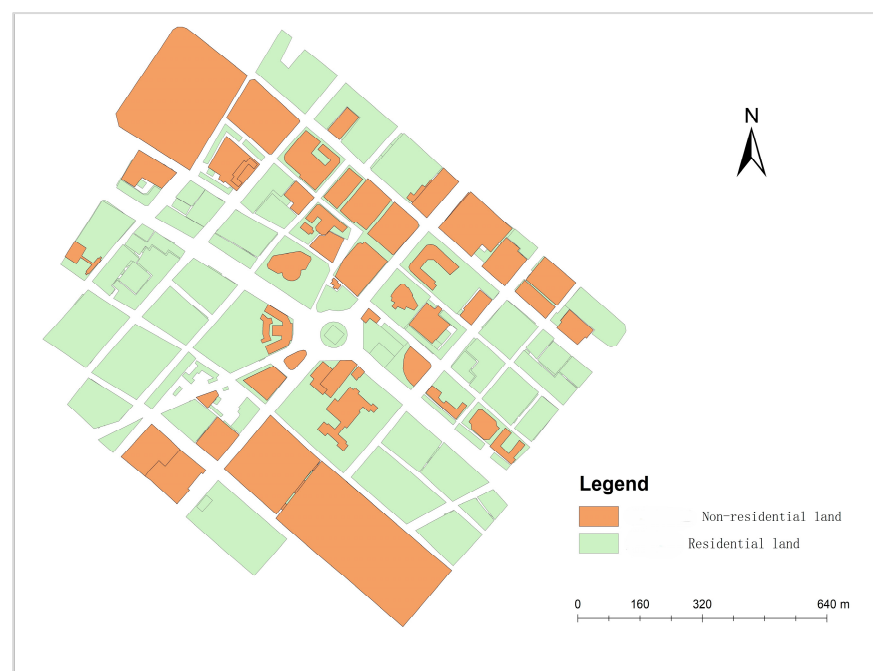 N
Legend
Non-residential land
Residential land
0 160 320 640 m